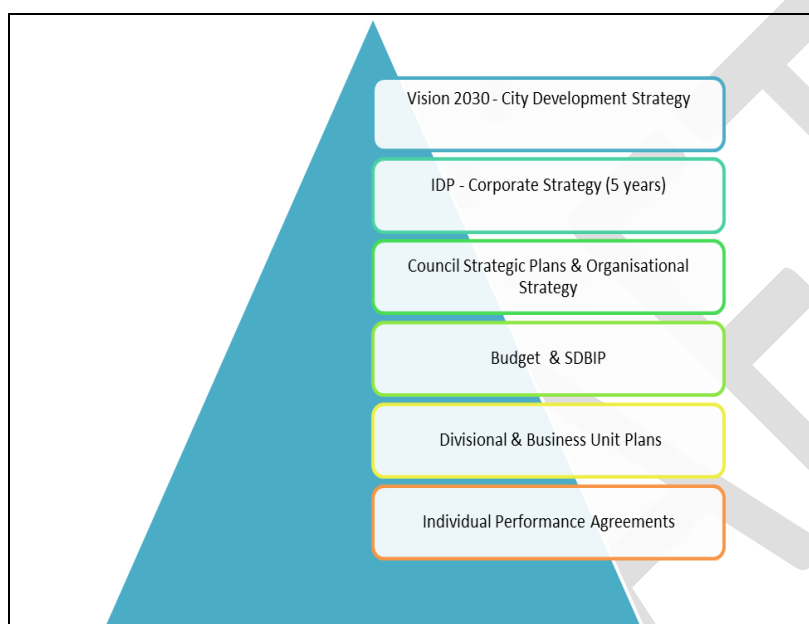 Vision 2030 - City Development Strategy
IDP - Corporate Strategy (5 years)
Council Strategic Plans & Organisational
Strategy
Budget & SDBIP
Divisional & Business Unit Plans
Individual Performance Agreements